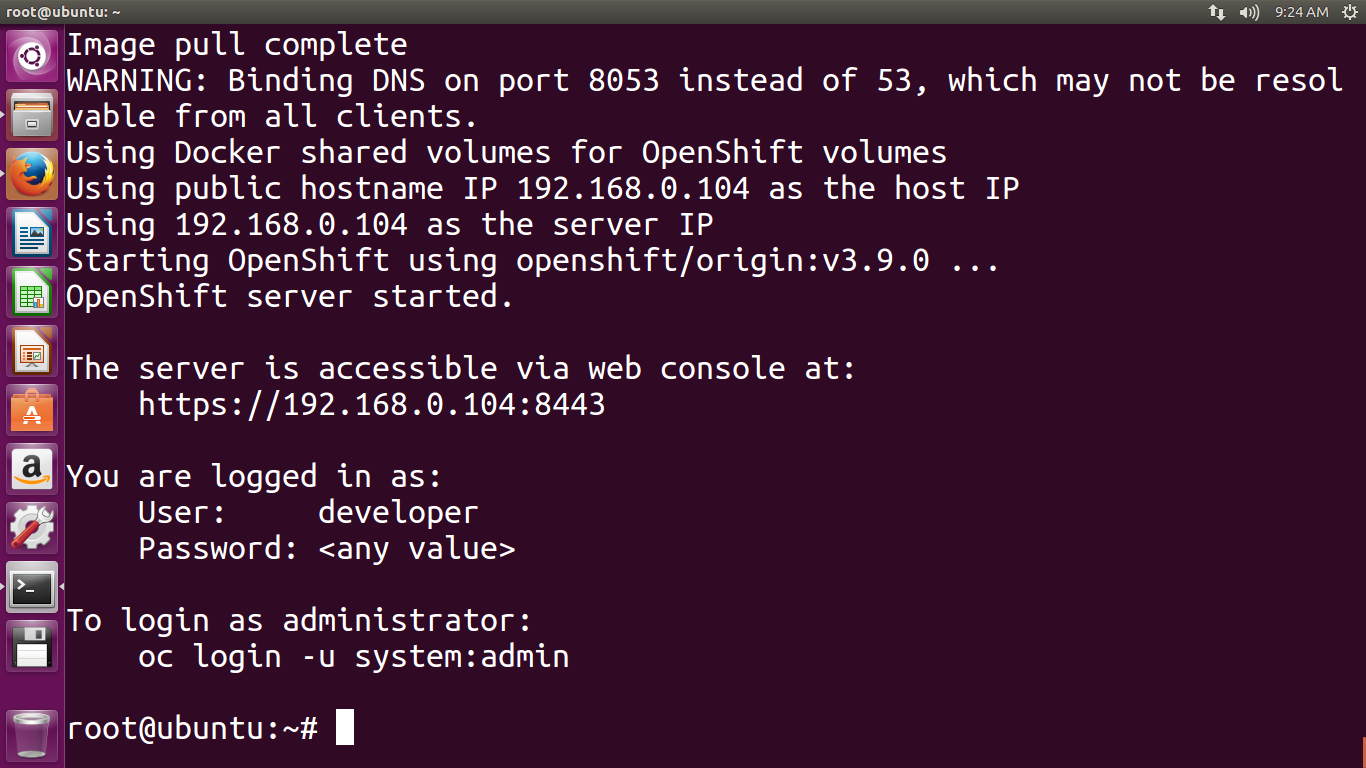 root@ubuntu: ~
9:24 AM
Image pull complete
WARNING: Binding DNS on port 8053 instead of 53, which may not be resol
vable from all clients.
Using Docker shared volumes for OpenShift volumes
Using public hostname IP 192.168.0.104 as the host IP
Using 192.168.0.104 as the server IP
Starting OpenShift using openshift/origin:v3.9.0 ...
OpenShift server started.
The server is accessible via web console at:
https://192.168.0.104:8443
You are logged in as:
User:     developer
Password: <any value>
To login as administrator:
oc login -u system:admin
root@ubuntu:~#